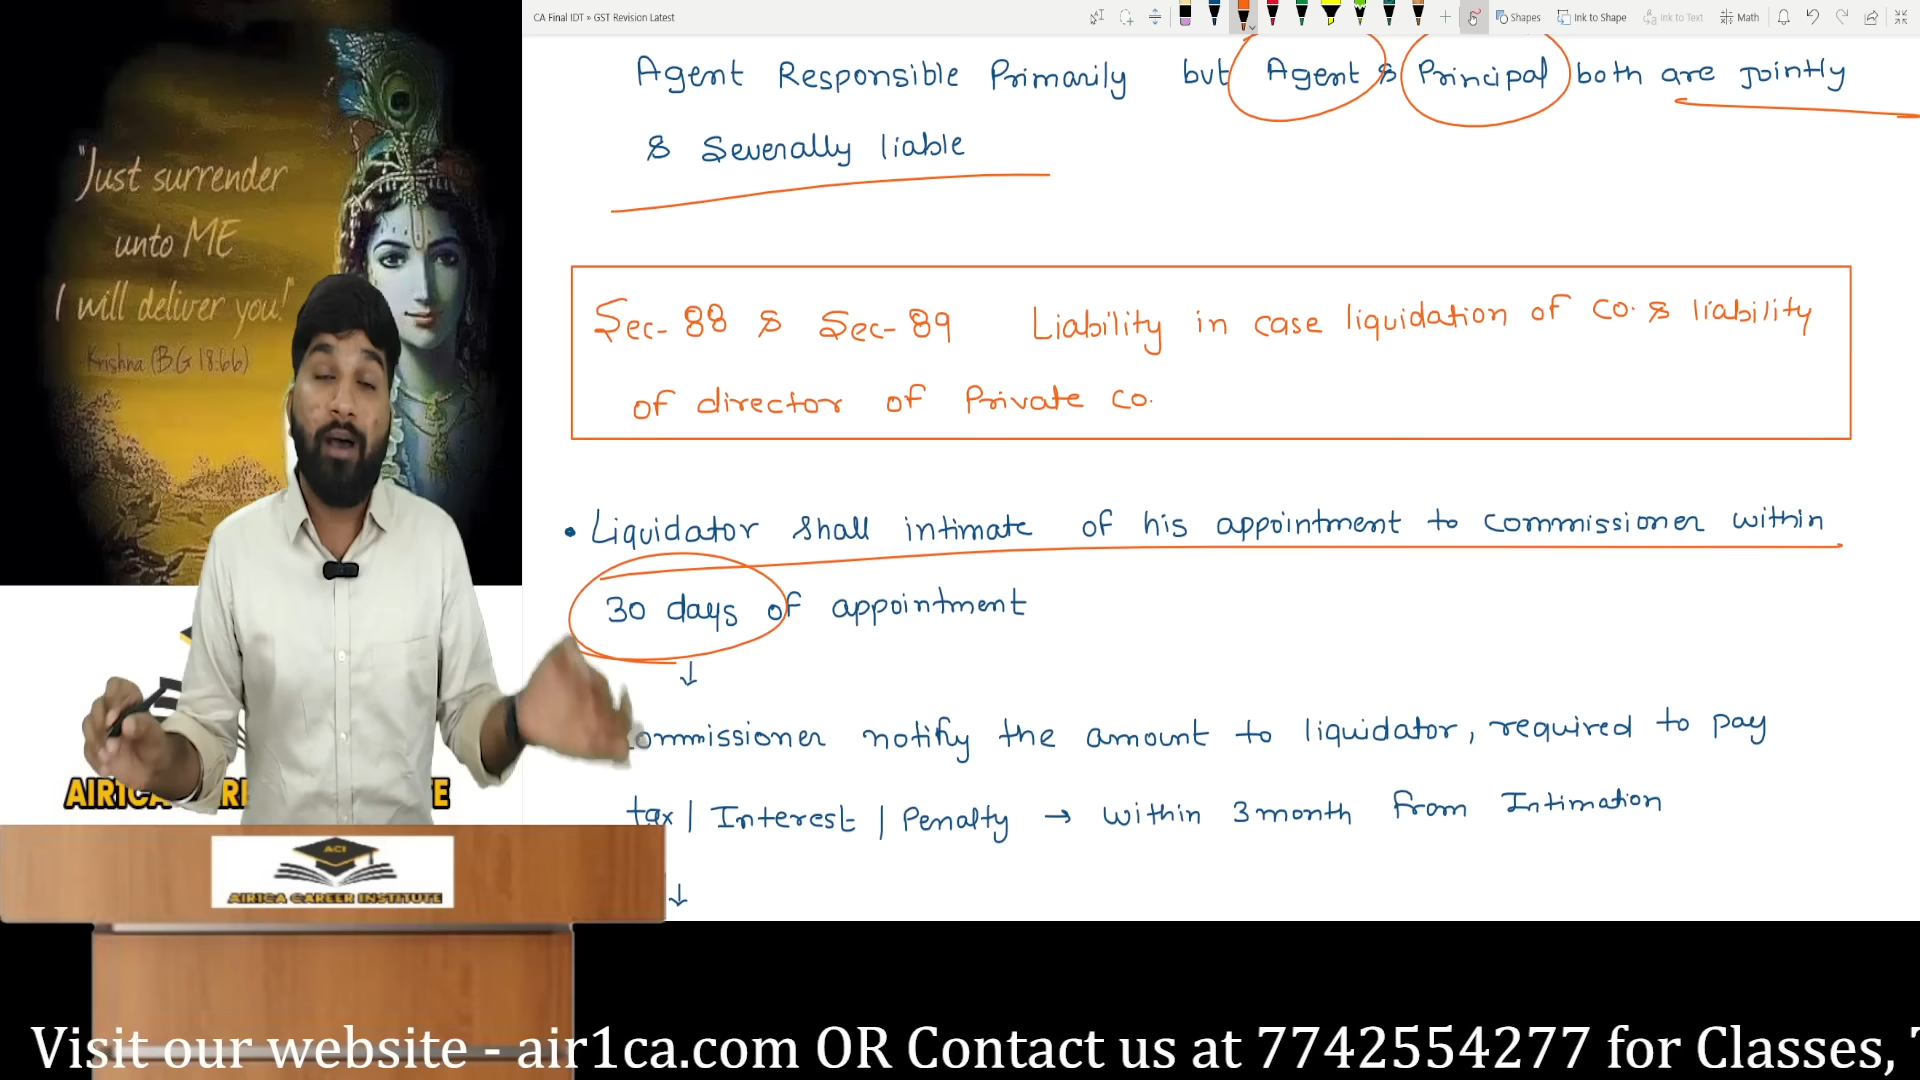 CA Final IDT » GST Revision Latest
Shapes
Ink to Shape
Ink to Text
Math
Agent Responsible Primarily but Agent & Principal both are Jointly
& Severally liable
"Just surrender
unto ME
I will deliver you!"
Krishna (B.G 18:66)
Sec- 88 & Sec- 89 Liability in case liquidation of co. & liability
of director of Private co.
• Liquidator shall intimate of his appointment to commissioner within
30 days of appointment
↓
ommissioner notify the amount to liquidator, required to pay
tax | Interest | Penalty → within 3 month from Intimation
↓
ACI
AIR1CA CAREER INSTITUTE
Visit our website - air1ca.com OR Contact us at 7742554277 for Classes,